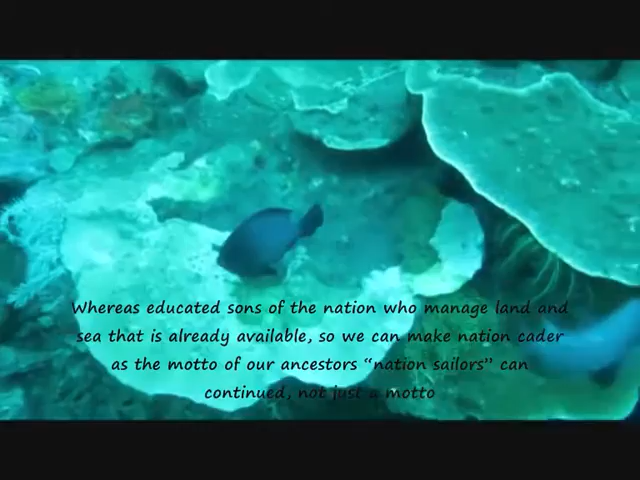 Whereas educated sons of the nation who manage land and
sea that is already available, so we can make nation cader
as the motto of our ancestors “nation sailors” can
continued, not just a motto